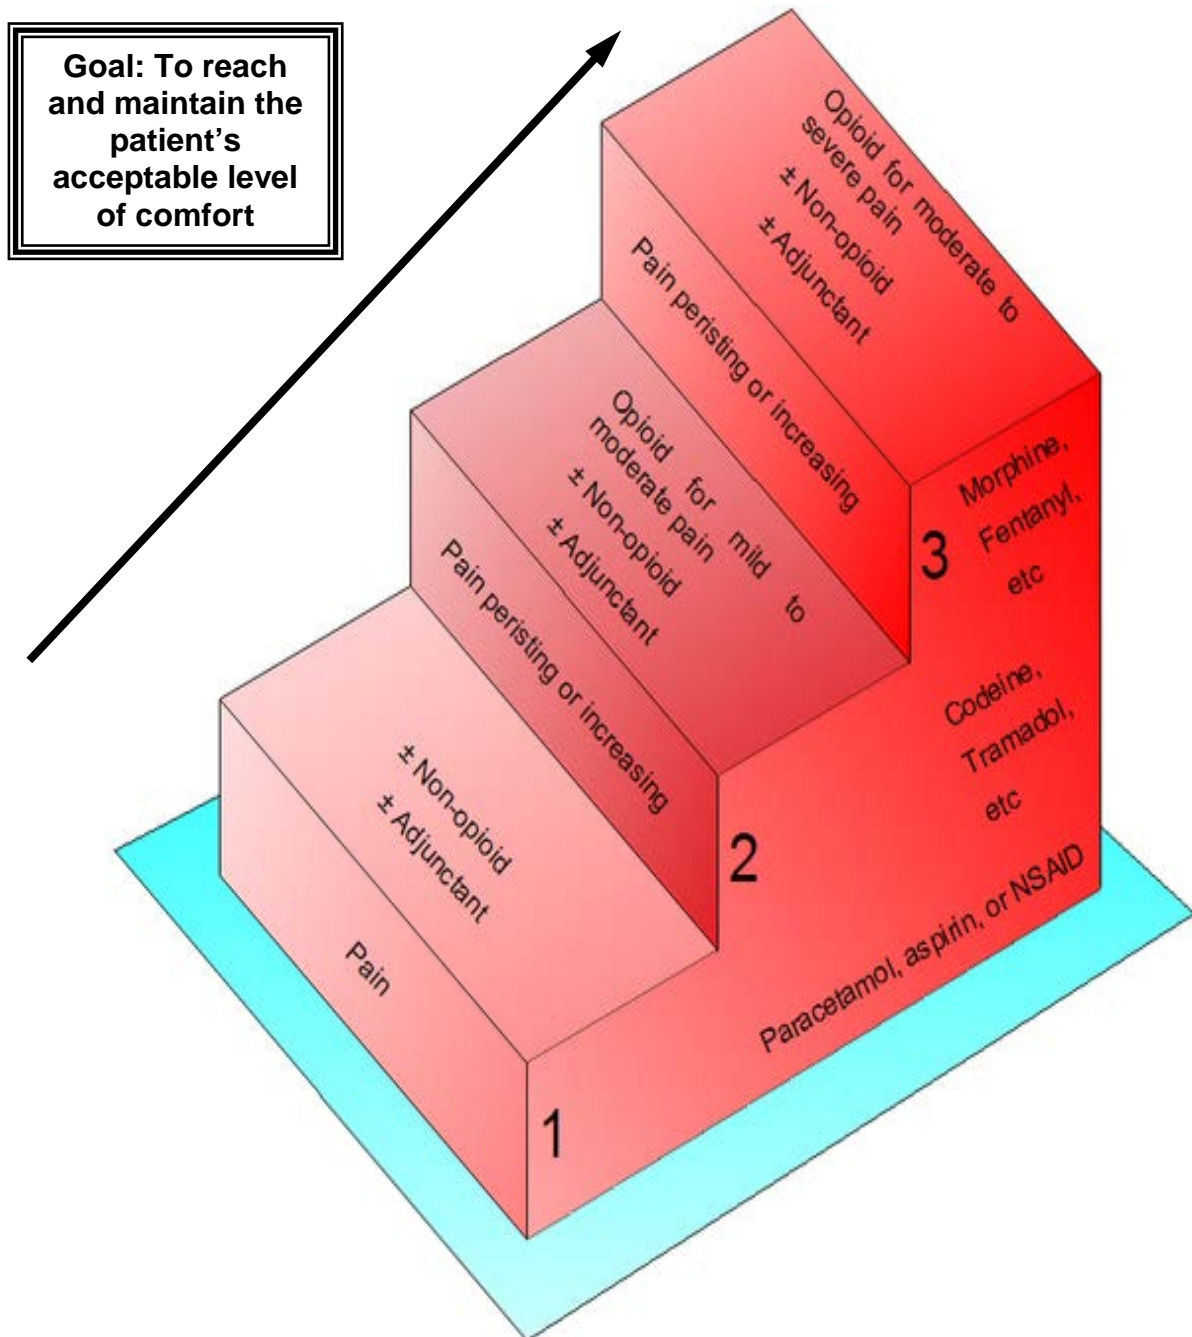 Goal: To reach
and maintain the
patient's
acceptable level
of comfort
Opioid for moderate to
severe pain
± Non-opioid
± Adjunctant
Pain peristing or increasing
3
Morphine,
Fentanyl,
etc
Opioid for mild to
moderate pain
± Non-opioid
± Adjunctant
Pain peristing or increasing
2
Codeine,
Tramadol,
etc
± Non-opioid
± Adjunctant
Pain
1
Paracetamol, aspirin, or NSAID